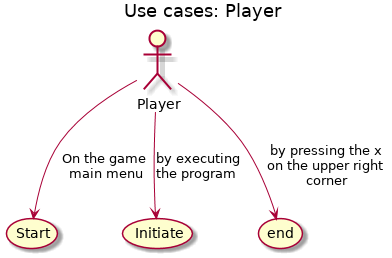 Use cases: Player
Player
On the game
main menu
by executing
the program
by pressing the x
on the upper right
corner
Start
Initiate
end